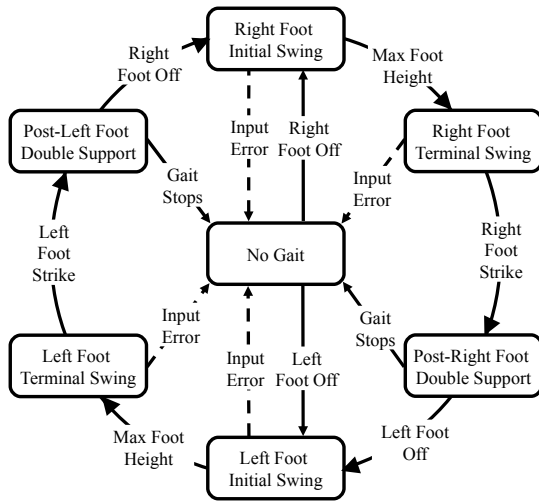 Right Foot
Initial Swing
Right
Foot Off
Max Foot
Height
Post-Left Foot
Double Support
Input
Error
Right
Foot Off
Right Foot
Terminal Swing
Gait
Stops
Input
Error
Left
Foot
Strike
No Gait
Right
Foot
Strike
Input
Error
Gait
Stops
Left Foot
Terminal Swing
Input
Error
Left
Foot Off
Post-Right Foot
Double Support
Max Foot
Height
Left Foot
Initial Swing
Left Foot
Off